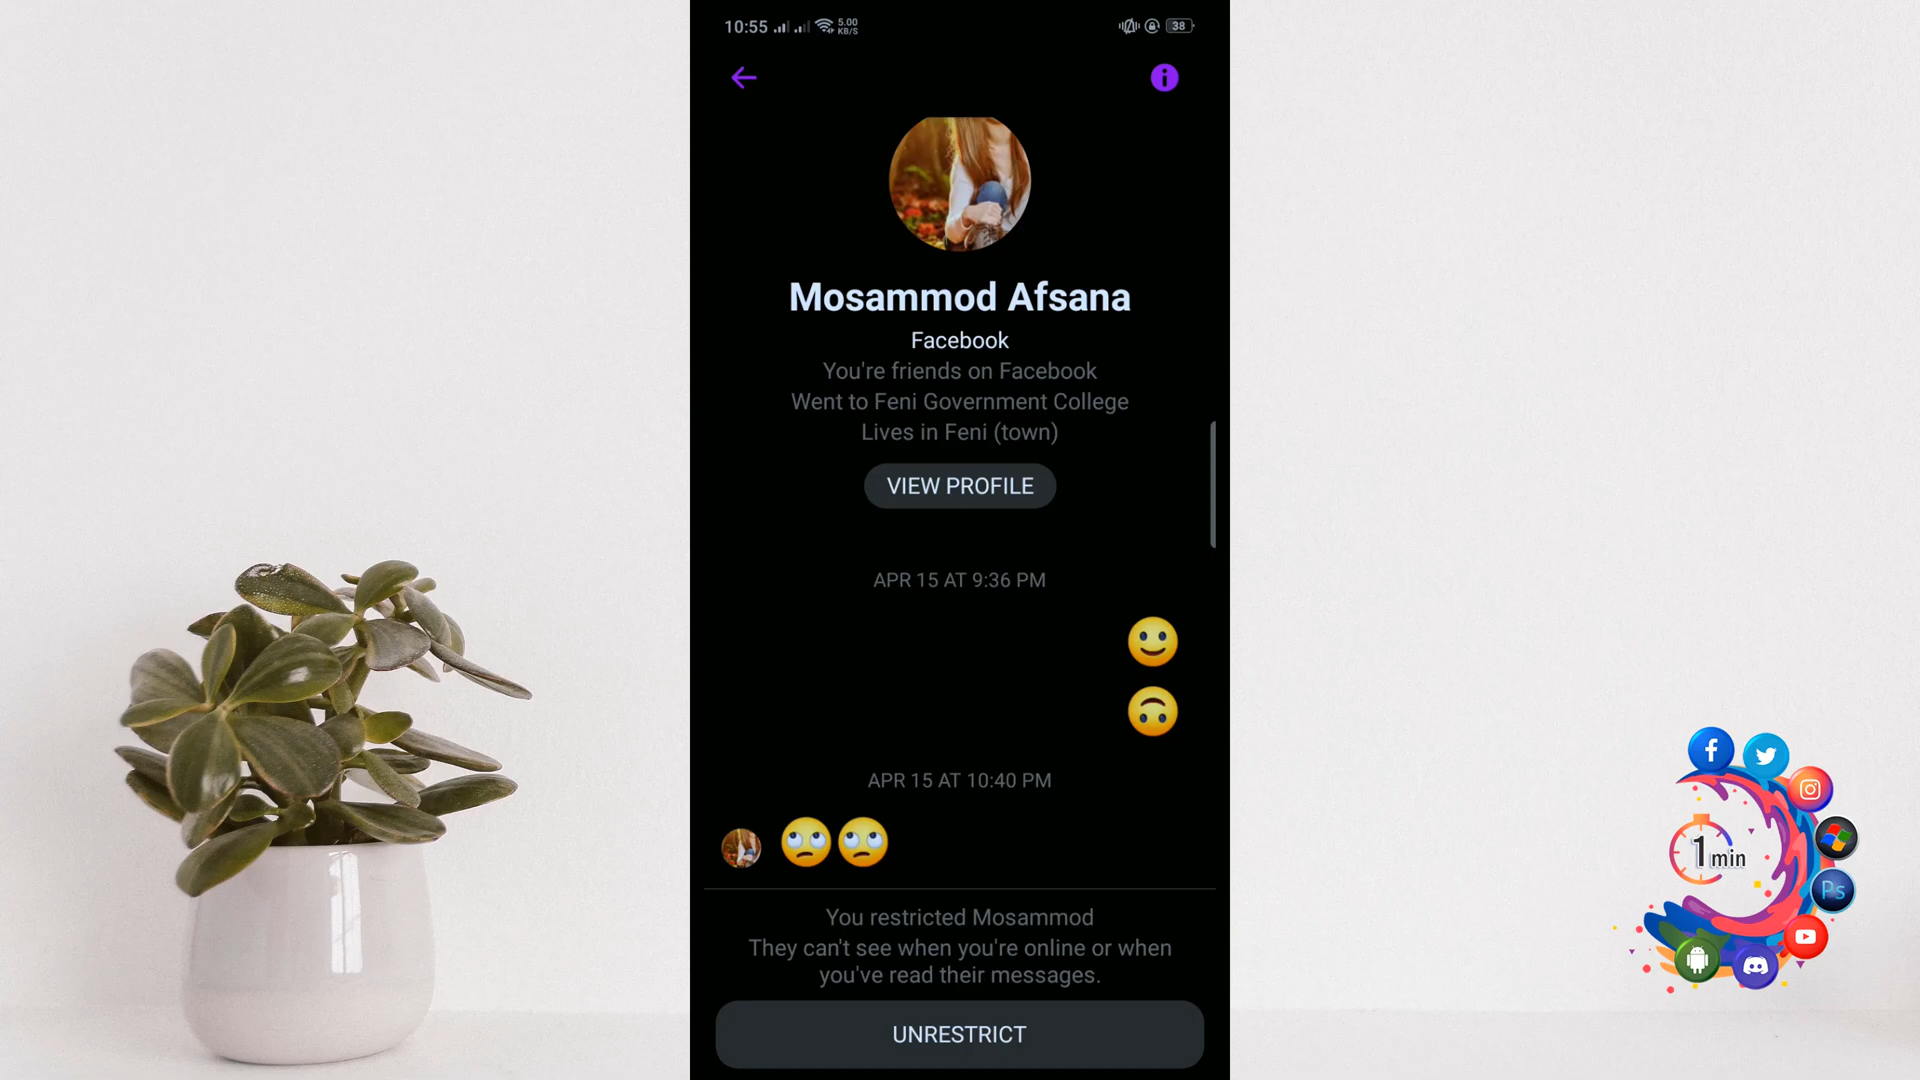 10:55 5.00 KB/S 38
Mosammod Afsana
Facebook
You're friends on Facebook
Went to Feni Government College
Lives in Feni (town)
VIEW PROFILE
APR 15 AT 9:36 PM
APR 15 AT 10:40 PM
You restricted Mosammod
They can't see when you're online or when
you've read their messages.
UNRESTRICT
1 min
Ps